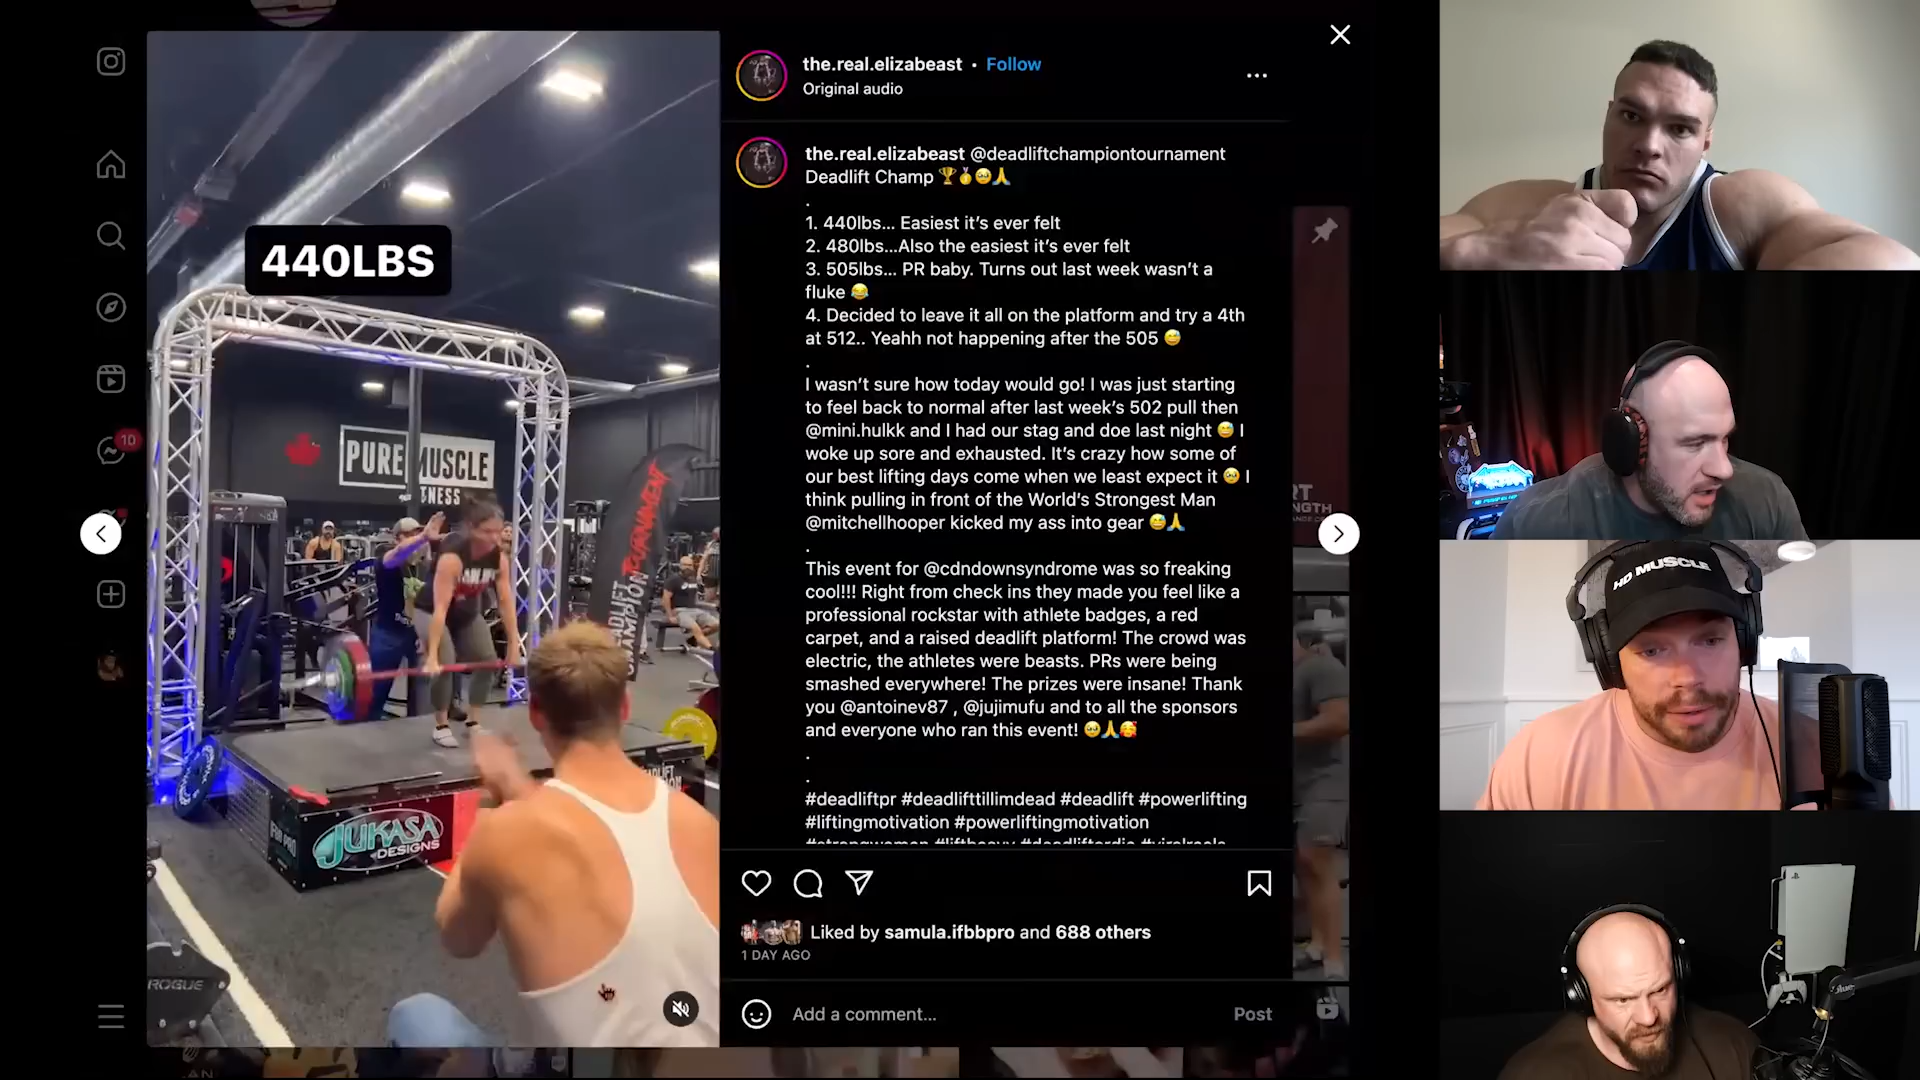 440LBS
PURE MUSCLE
FITNESS
DEADLIFT
CHAMPION
TOURNAMENT
JUKASA
DESIGNS
ROGUE
the.real.elizabeast • Follow
Original audio
the.real.elizabeast @deadliftchampiontournament
Deadlift Champ 🏆🥇🥹🙏
.
1. 440lbs... Easiest it's ever felt
2. 480lbs...Also the easiest it's ever felt
3. 505lbs... PR baby. Turns out last week wasn't a
fluke 😂
4. Decided to leave it all on the platform and try a 4th
at 512.. Yeahh not happening after the 505 😅
.
I wasn't sure how today would go! I was just starting
to feel back to normal after last week's 502 pull then
@mini.hulkk and I had our stag and doe last night 😅 I
woke up sore and exhausted. It's crazy how some of
our best lifting days come when we least expect it 🥹 I
think pulling in front of the World's Strongest Man
@mitchellhooper kicked my ass into gear 😅🙏
.
This event for @cdndownsyndrome was so freaking
cool!!! Right from check ins they made you feel like a
professional rockstar with athlete badges, a red
carpet, and a raised deadlift platform! The crowd was
electric, the athletes were beasts. PRs were being
smashed everywhere! The prizes were insane! Thank
you @antoinev87 , @jujimufu and to all the sponsors
and everyone who ran this event! 🥹🙏🥰
.
.
#deadliftpr #deadlifttillimdead #deadlift #powerlifting
#liftingmotivation #powerliftingmotivation
#strongwomen #liftheavy #deadliftordie #viralreels
Liked by samula.ifbbpro and 688 others
1 DAY AGO
Add a comment...
Post
10
HD MUSCLE